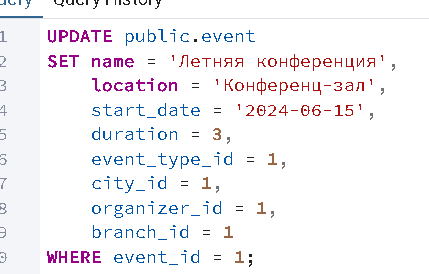 Query History
1 UPDATE public.event
2 SET name = 'Летняя конференция',
3 location = 'Конференц-зал',
4 start_date = '2024-06-15',
5 duration = 3,
6 event_type_id = 1,
7 city_id = 1,
8 organizer_id = 1,
9 branch_id = 1
0 WHERE event_id = 1;